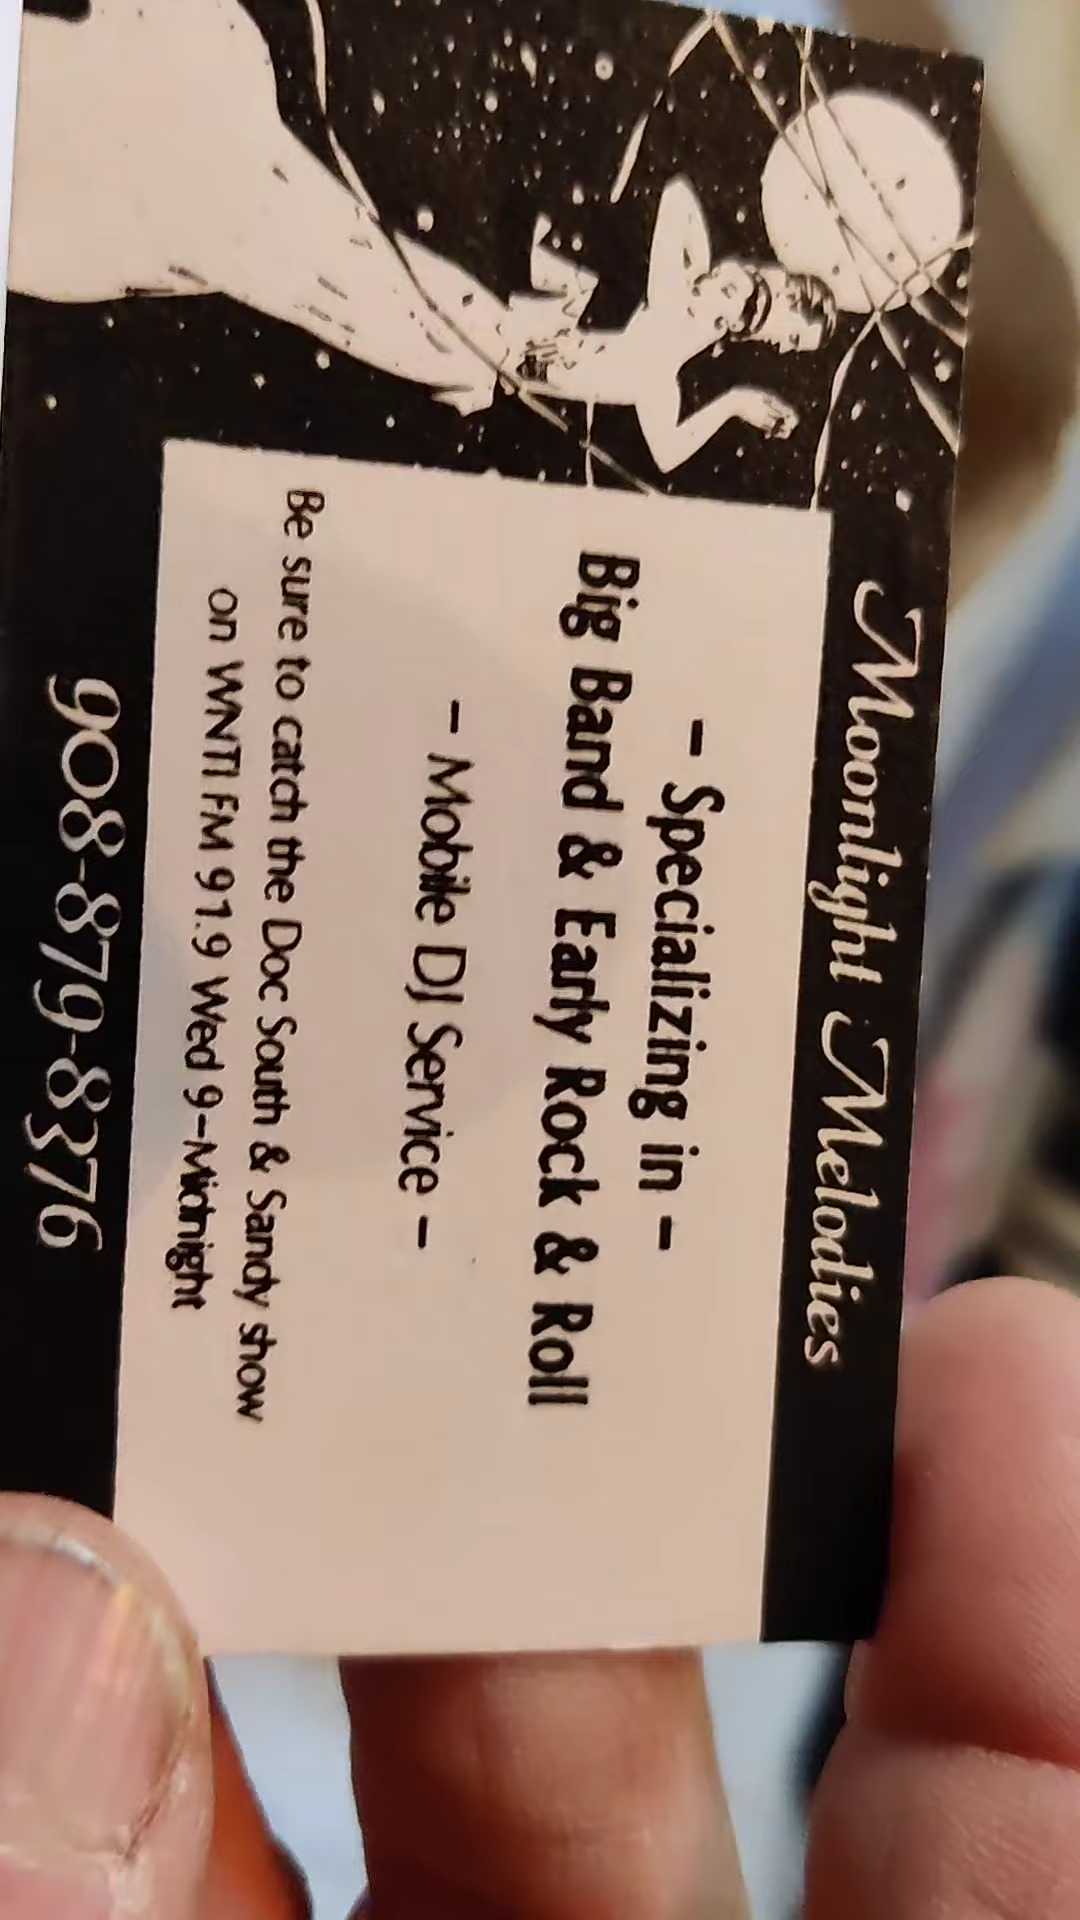 Moonlight Melodies
- Specializing in -
Big Band & Early Rock & Roll
- Mobile DJ Service -
Be sure to catch the Doc South & Sandy show
on WNTI FM 91.9 Wed 9-Midnight
908-879-8376